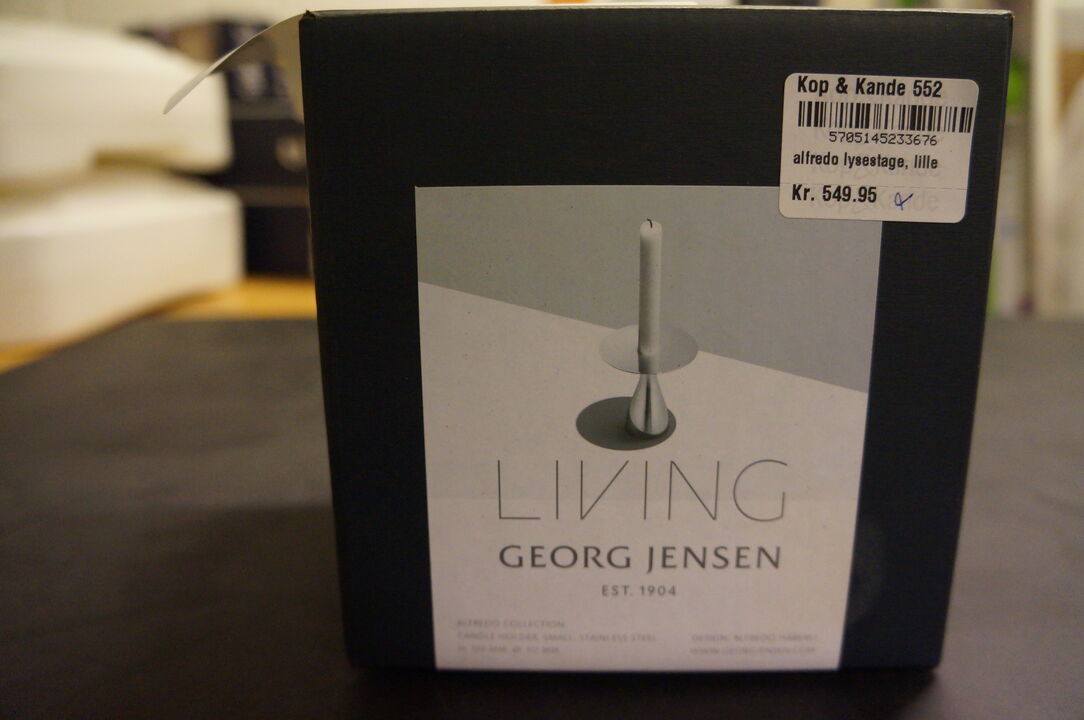 Kop & Kande 552
5705145233676
alfredo lysestage, lille
Kr. 549.95
LIVING
GEORG JENSEN
EST. 1904
ALFREDO COLLECTION
CANDLE HOLDER, SMALL, STAINLESS STEEL
DESIGN: ALFREDO HÄBERLI
WWW.GEORGJENSEN.COM